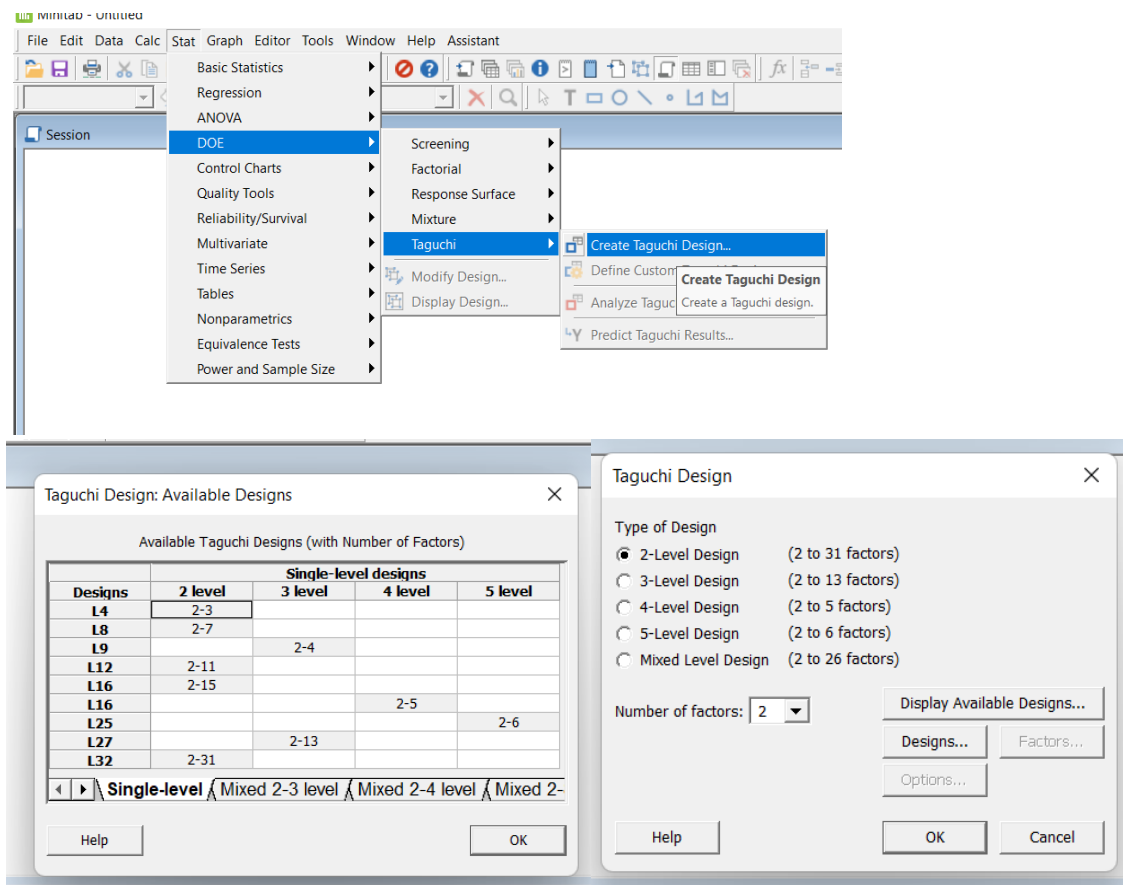 Minitab - Untitled
File Edit Data Calc Stat Graph Editor Tools Window Help Assistant
Basic Statistics
Regression
ANOVA
DOE
Control Charts
Quality Tools
Reliability/Survival
Multivariate
Time Series
Tables
Nonparametrics
Equivalence Tests
Power and Sample Size
Session
Screening
Factorial
Response Surface
Mixture
Taguchi
Modify Design...
Display Design...
Create Taguchi Design...
Define Custom
Analyze Taguc
Predict Taguchi Results...
Create Taguchi Design
Create a Taguchi design.
Taguchi Design: Available Designs
Available Taguchi Designs (with Number of Factors)
Single-level designs
Designs 2 level 3 level 4 level 5 level
L4 2-3
L8 2-7
L9 2-4
L12 2-11
L16 2-15
L16 2-5
L25 2-6
L27 2-13
L32 2-31
Single-level Mixed 2-3 level Mixed 2-4 level Mixed 2-
Help OK
Taguchi Design
Type of Design
2-Level Design (2 to 31 factors)
3-Level Design (2 to 13 factors)
4-Level Design (2 to 5 factors)
5-Level Design (2 to 6 factors)
Mixed Level Design (2 to 26 factors)
Number of factors: 2
Display Available Designs...
Designs... Factors...
Options...
Help OK Cancel